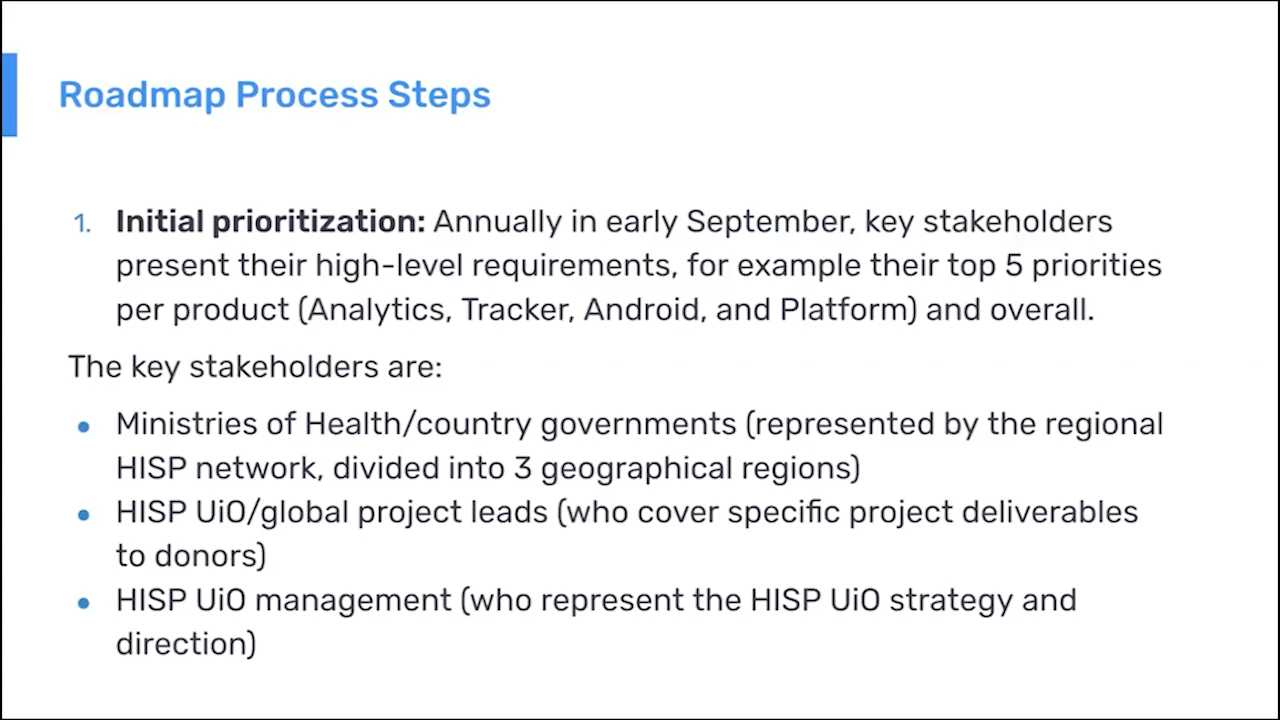 Roadmap Process Steps
1. Initial prioritization: Annually in early September, key stakeholders
present their high-level requirements, for example their top 5 priorities
per product (Analytics, Tracker, Android, and Platform) and overall.
The key stakeholders are:
● Ministries of Health/country governments (represented by the regional
HISP network, divided into 3 geographical regions)
● HISP UiO/global project leads (who cover specific project deliverables
to donors)
● HISP UiO management (who represent the HISP UiO strategy and
direction)